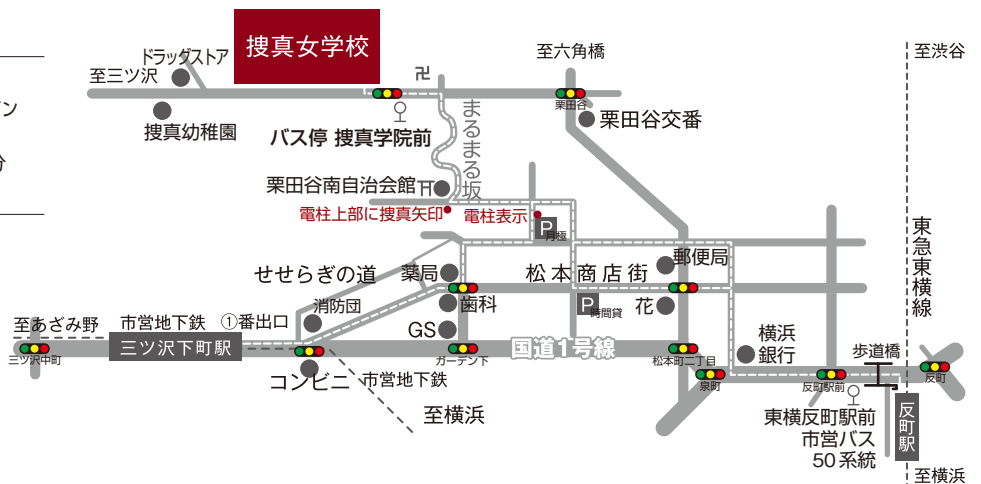 捜真女学校
ドラッグストア
至三ツ沢
至六角橋
至渋谷
卍
栗田谷
ン
捜真幼稚園
バス停 捜真学院前
まるまる坂
栗田谷交番
分
栗田谷南自治会館
電柱上部に捜真矢印
電柱表示
P
月極
東急東横線
せせらぎの道
薬局
松本商店街
郵便局
消防団
歯科
P
時間貸
花
至あざみ野
市営地下鉄
①番出口
GS
三ツ沢下町駅
国道1号線
横浜
銀行
歩道橋
三ツ沢中町
ガーデン下
松本町二丁目
コンビニ
市営地下鉄
泉町
反町駅前
反町
至横浜
東横反町駅前
市営バス
50系統
反町駅
至横浜